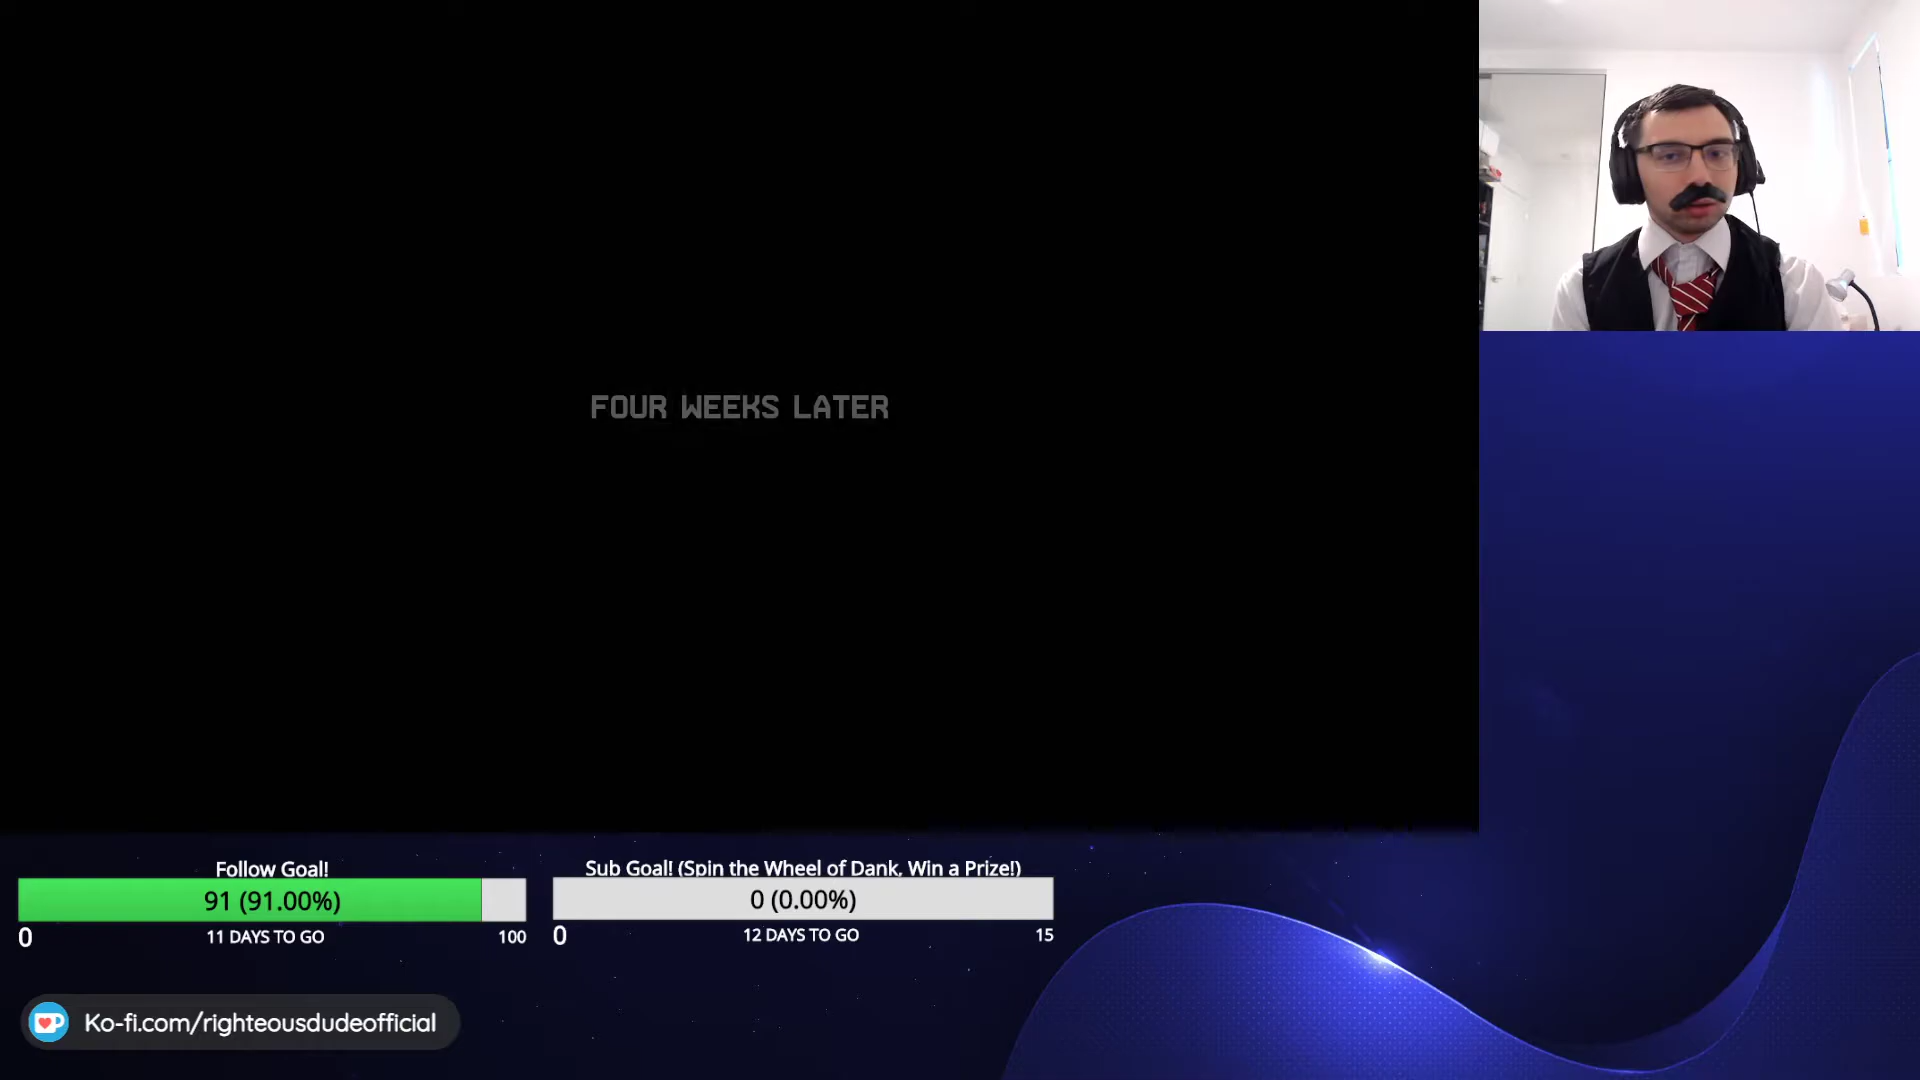 FOUR WEEKS LATER
Follow Goal!
91 (91.00%)
0 11 DAYS TO GO 100
Sub Goal! (Spin the Wheel of Dank, Win a Prize!)
0 (0.00%)
0 12 DAYS TO GO 15
Ko-fi.com/righteousdudeofficial